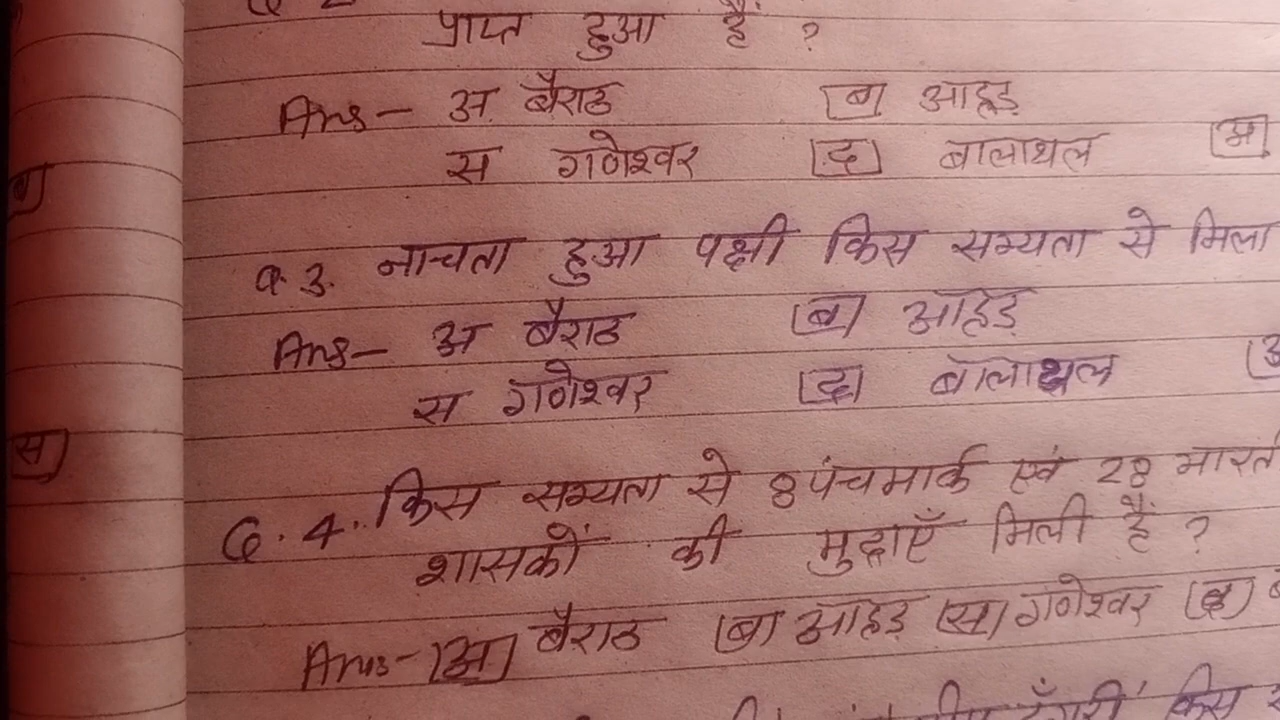 प्राप्त हुआ है ?
Ans- अ बैराठ [ब] आहड़
स गणेश्वर [द] बालाथल [अ]
[ब]
Q.3. नाचता हुआ पक्षी किस सभ्यता से मिला
Ans- अ बैराठ [ब] आहड़
स गणेश्वर [द] बालाथल
[स]
Q.4. किस सभ्यता से 8 पंचमार्क एवं 28 भारती
शासकों की मुद्राएँ मिली हैं ?
Ans- [अ] बैराठ [ब] आहड़ [स] गणेश्वर [द]
किस